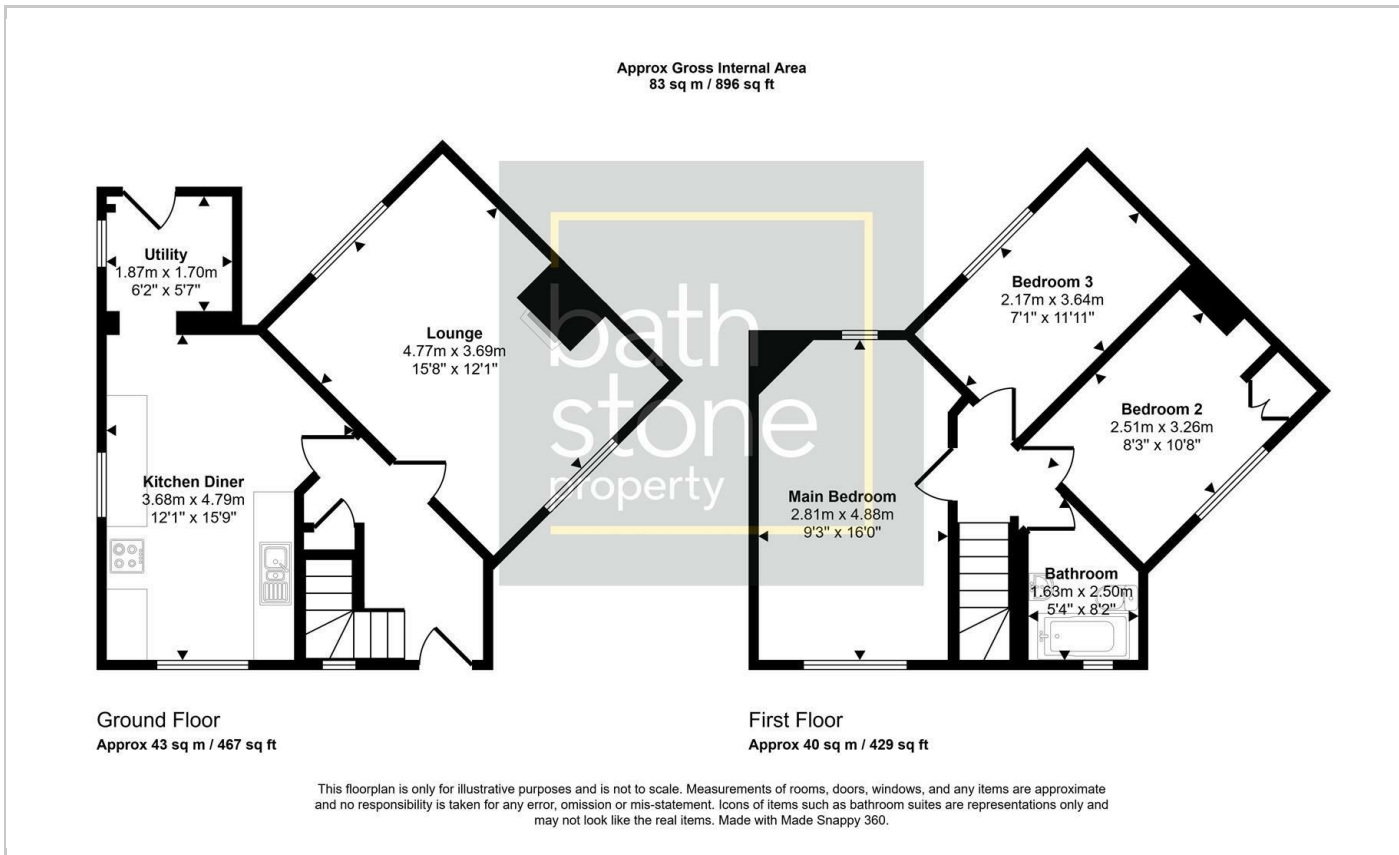 Approx Gross Internal Area
83 sq m / 896 sq ft
Utility
1.87m x 1.70m
6'2" x 5'7"
Lounge
4.77m x 3.69m
15'8" x 12'1"
Kitchen Diner
3.68m x 4.79m
12'1" x 15'9"
bath
stone
property
Bedroom 3
2.17m x 3.64m
7'1" x 11'11"
Bedroom 2
2.51m x 3.26m
8'3" x 10'8"
Main Bedroom
2.81m x 4.88m
9'3" x 16'0"
Bathroom
1.63m x 2.50m
5'4" x 8'2"
Ground Floor
Approx 43 sq m / 467 sq ft
First Floor
Approx 40 sq m / 429 sq ft
This floorplan is only for illustrative purposes and is not to scale. Measurements of rooms, doors, windows, and any items are approximate
and no responsibility is taken for any error, omission or mis-statement. Icons of items such as bathroom suites are representations only and
may not look like the real items. Made with Made Snappy 360.